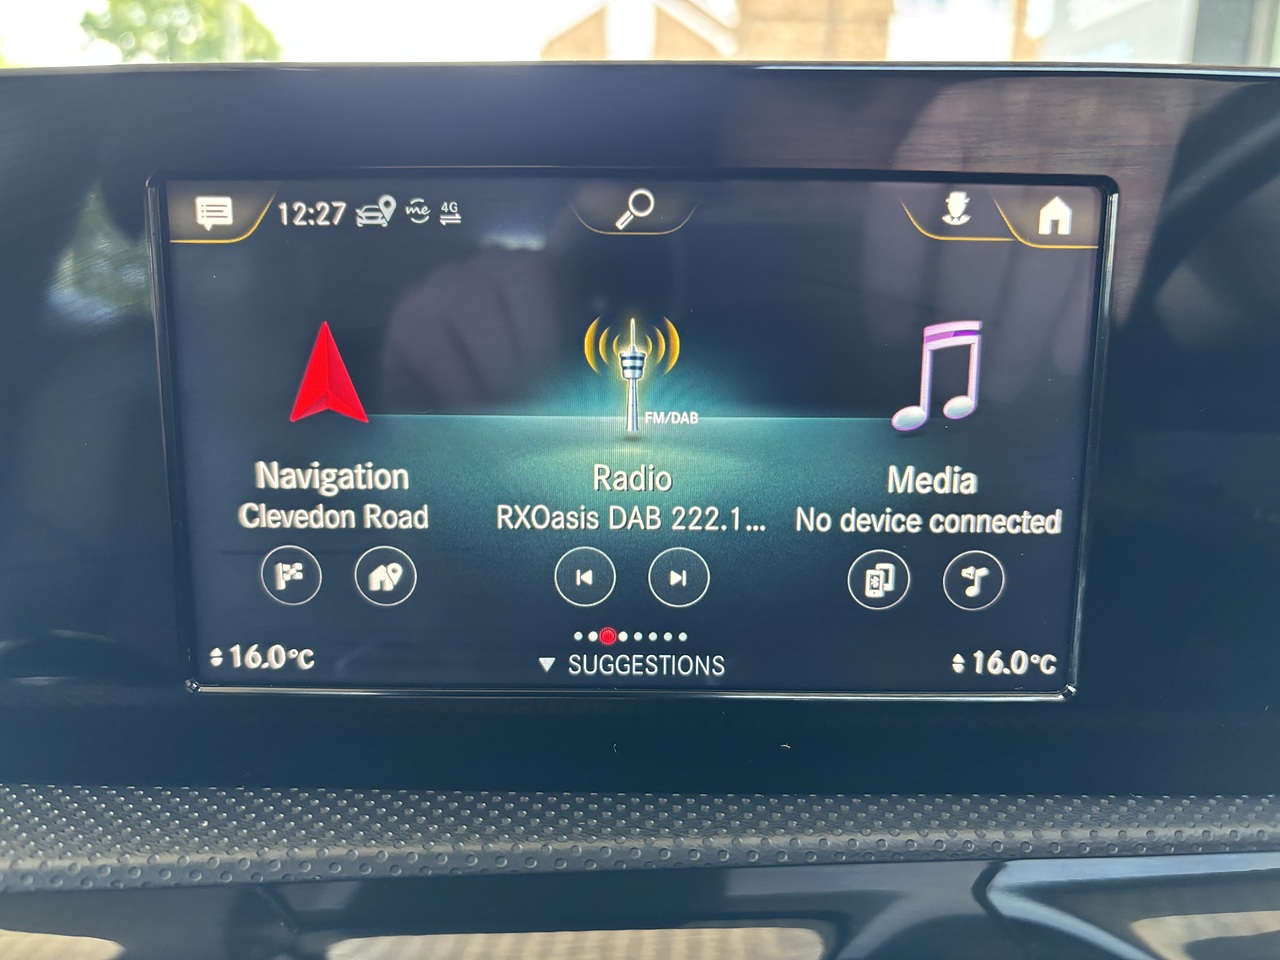 12:27
me
4G
FM/DAB
Navigation
Clevedon Road
Radio
RXOasis DAB 222.1...
Media
No device connected
16.0°C
SUGGESTIONS
16.0°C